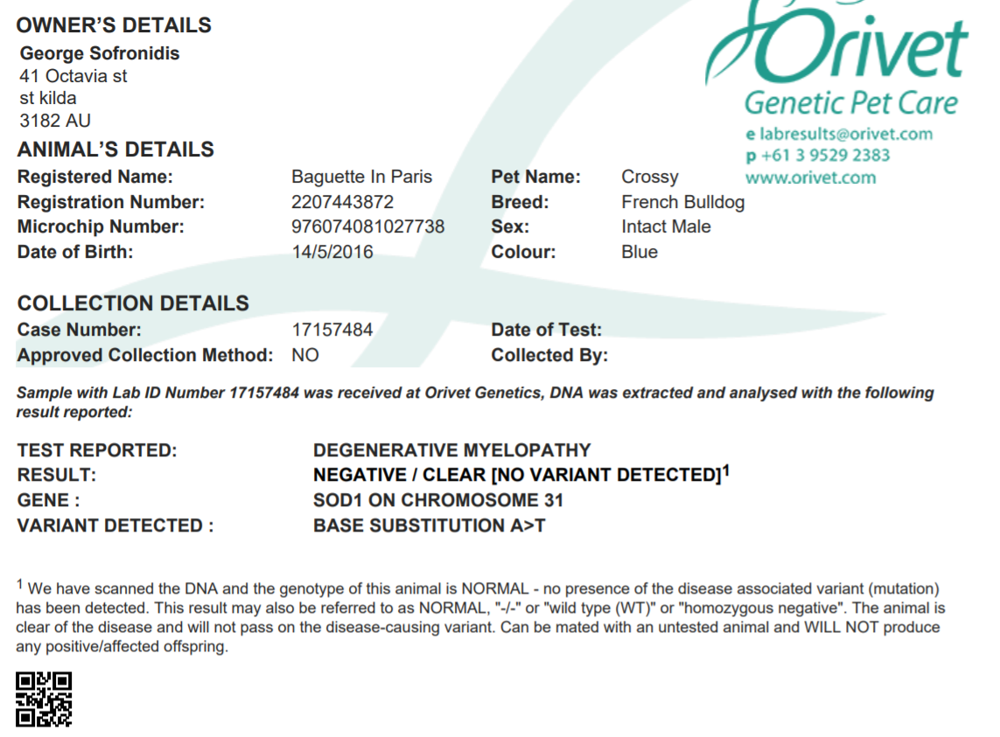 OWNER'S DETAILS
George Sofronidis
41 Octavia st
st kilda
3182 AU
Orivet
Genetic Pet Care
e labresults@orivet.com
p +61 3 9529 2383
www.orivet.com
ANIMAL'S DETAILS
Registered Name: Baguette In Paris Pet Name: Crossy
Registration Number: 2207443872 Breed: French Bulldog
Microchip Number: 976074081027738 Sex: Intact Male
Date of Birth: 14/5/2016 Colour: Blue
COLLECTION DETAILS
Case Number: 17157484 Date of Test:
Approved Collection Method: NO Collected By:
Sample with Lab ID Number 17157484 was received at Orivet Genetics, DNA was extracted and analysed with the following
result reported:
TEST REPORTED: DEGENERATIVE MYELOPATHY
RESULT: NEGATIVE / CLEAR [NO VARIANT DETECTED]¹
GENE : SOD1 ON CHROMOSOME 31
VARIANT DETECTED : BASE SUBSTITUTION A>T
¹ We have scanned the DNA and the genotype of this animal is NORMAL - no presence of the disease associated variant (mutation)
has been detected. This result may also be referred to as NORMAL, "-/-" or "wild type (WT)" or "homozygous negative". The animal is
clear of the disease and will not pass on the disease-causing variant. Can be mated with an untested animal and WILL NOT produce
any positive/affected offspring.